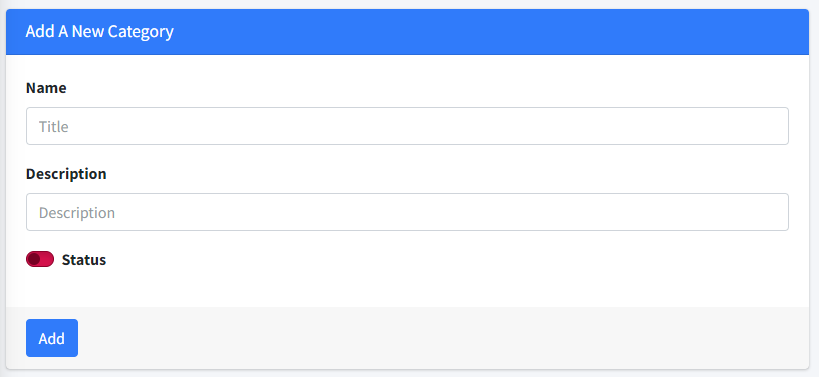 Add A New Category
Name
Title
Description
Description
Status
Add